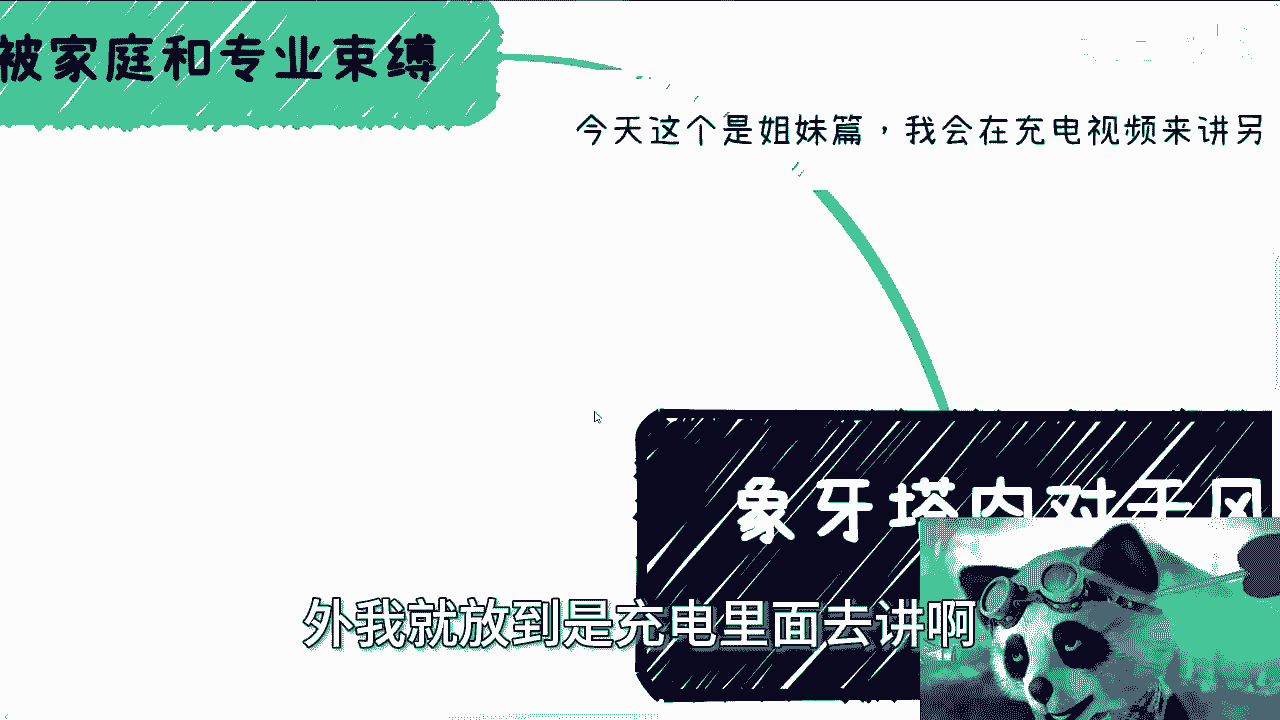 被家庭和专业束缚
今天这个是姐妹篇，我会在充电视频来讲另
象牙塔内对于风
外我就放到是充电里面去讲啊